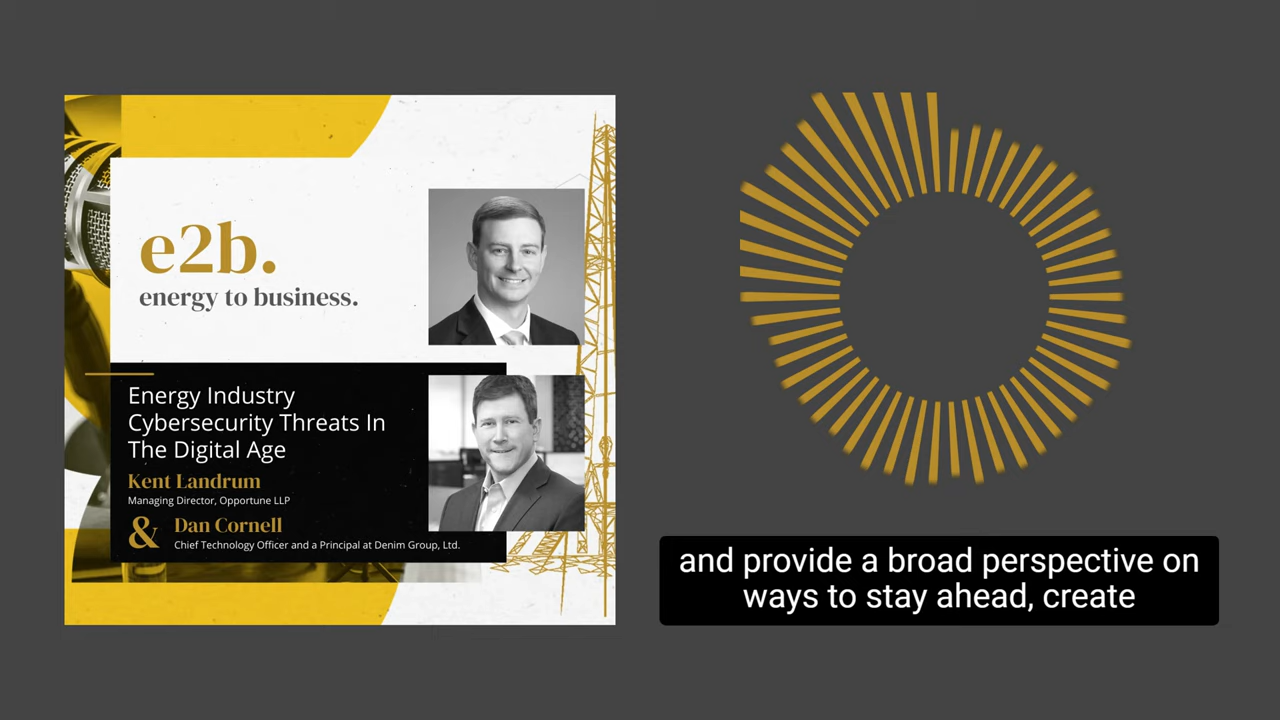 e2b.
energy to business.
Energy Industry
Cybersecurity Threats In
The Digital Age
Kent Landrum
Managing Director, Opportune LLP
& Dan Cornell
Chief Technology Officer and a Principal at Denim Group, Ltd.
and provide a broad perspective on
ways to stay ahead, create